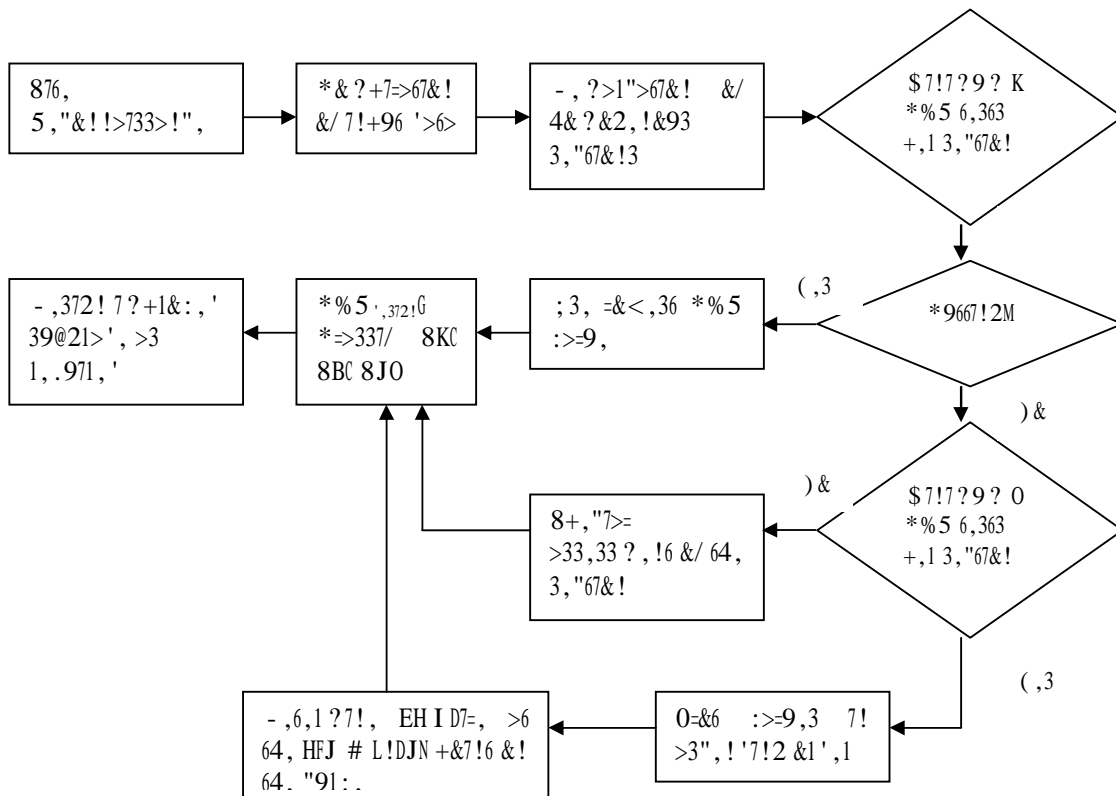 876,
5,"&!!>733>!",
*&?+7=>67&!
&/ 7!+96 '>6>
-,?>1">67&! &/
4&?&2,!&93
3,"67&!3
$7!7?9? K
*%5 6,363
+,1 3,"67&!
-,372! 7?+1&:,'
39@21>', >3
1,.971,'
*%5 ',372!G
*=>337/ 8KC
8BC 8JO
;3, =&<,36 *%5
:>=9,
(,3
*9667!2M
)&
)&
8+,"7>=
>33,33?,!6 &/ 64,
3,"67&!
$7!7?9? O
*%5 6,363
+,1 3,"67&!
(,3
-,6,1?7!, EH I D7=, >6
64, HFJ # L!DJN +&7!6 &!
64, "91:,
O=&6 :>=9,3 7!
>3",!'7!2 &1',1